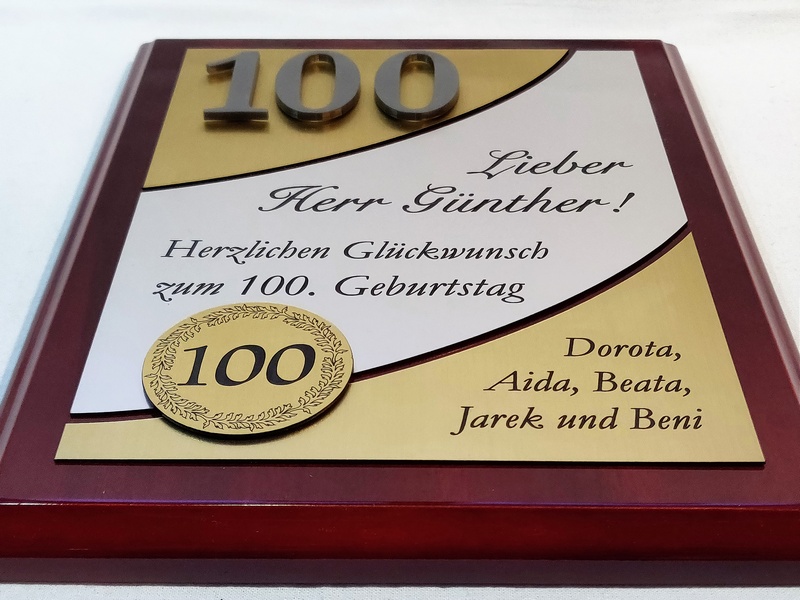 100
Lieber
Herr Günther!
Herzlichen Glückwunsch
zum 100. Geburtstag
100
Dorota,
Aida, Beata,
Jarek und Beni